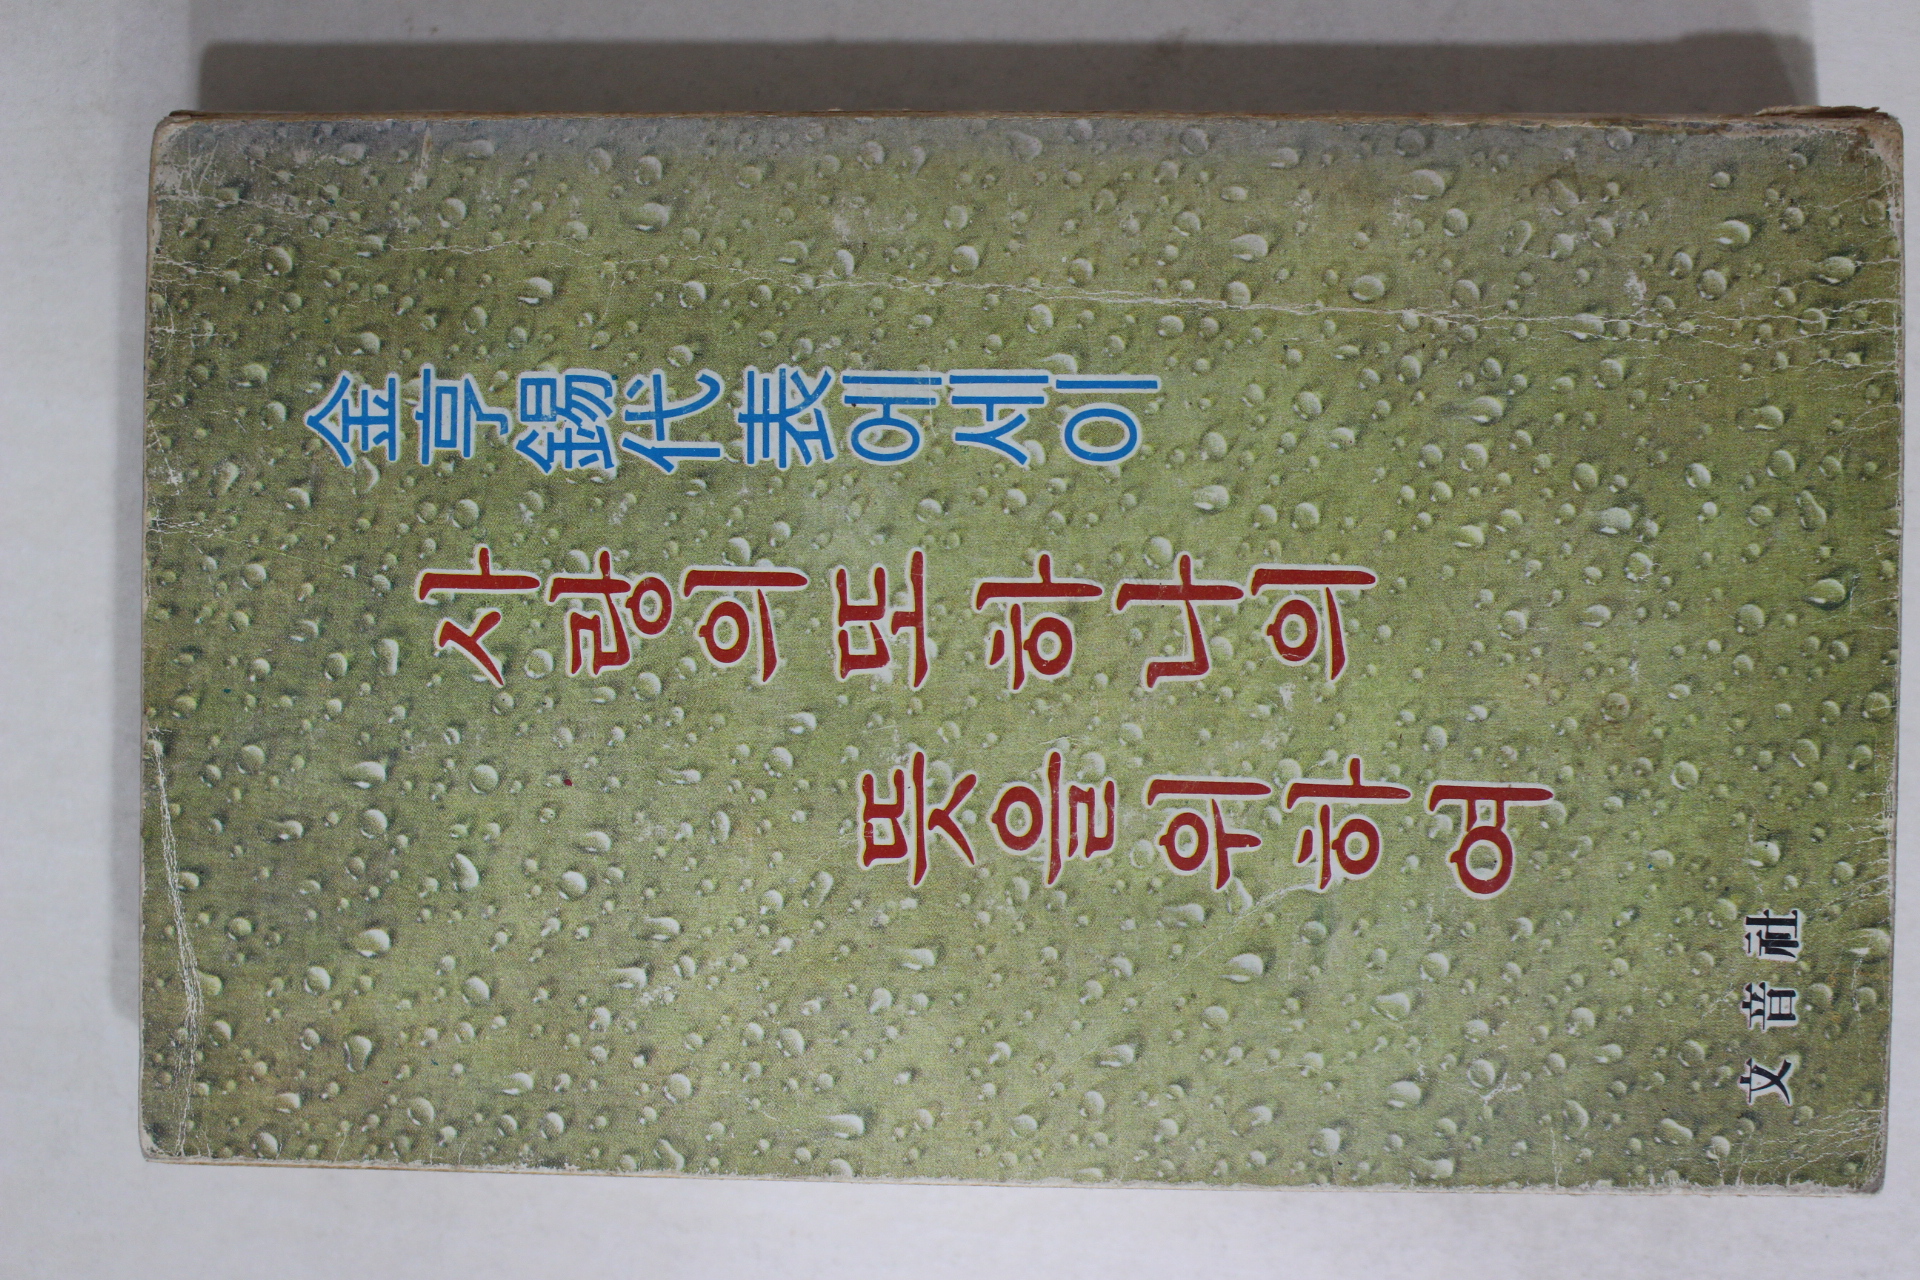 金亨錫代表에세이
사랑의 또 하나의
뜻을 위하여
文音社